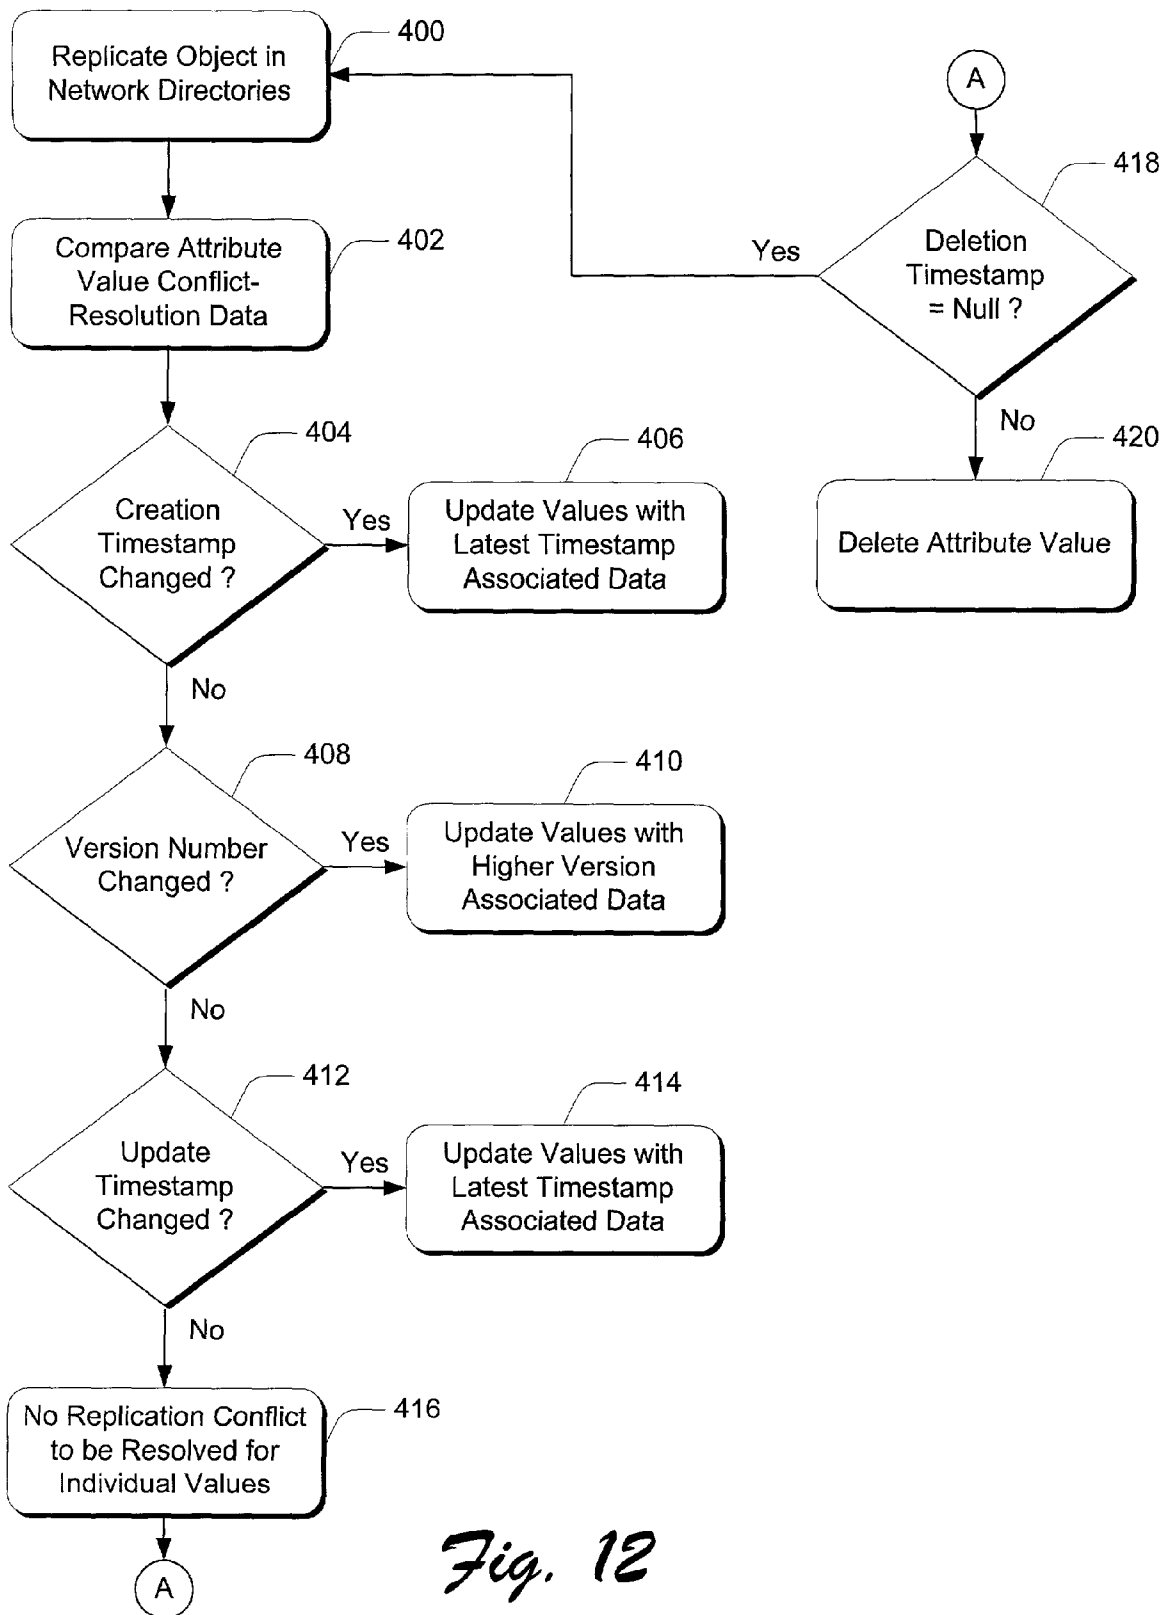 400
Replicate Object in
Network Directories
402
Compare Attribute
Value Conflict-
Resolution Data
404
Creation
Timestamp
Changed ?
Yes
No
406
Update Values with
Latest Timestamp
Associated Data
408
Version Number
Changed ?
Yes
No
410
Update Values with
Higher Version
Associated Data
412
Update
Timestamp
Changed ?
Yes
No
414
Update Values with
Latest Timestamp
Associated Data
416
No Replication Conflict
to be Resolved for
Individual Values
A
A
418
Deletion
Timestamp
= Null ?
Yes
No
420
Delete Attribute Value
Fig. 12